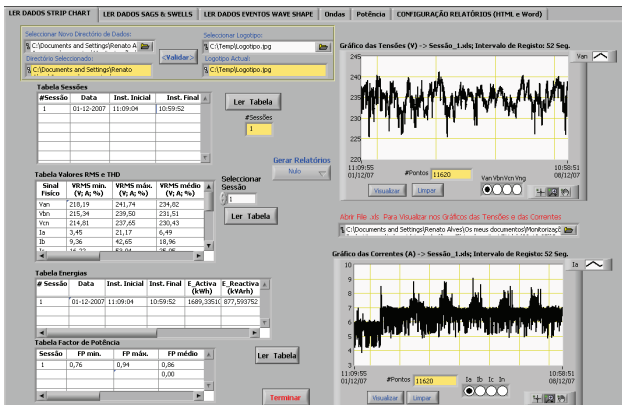 LER DADOS STRIP CHART LER DADOS SAGS & SWELLS LER DADOS EVENTOS WAVE SHAPE Ondas Potência CONFIGURAÇÃO RELATÓRIOS (HTML e Word)
Seleccionar Novo Directório de Dados:
C:\Documents and Settings\Renato A
Directório Seleccionado:
C:\Documents and Settings\Renato
<Validar>
Seleccionar Logotipo:
C:\Temp\Logotipo.jpg
Logotipo Actual:
C:\Temp\Logotipo.jpg
Tabela Sessões
#Sessão Data Inst. Inicial Inst. Final
1 01-12-2007 11:09:04 10:59:52
Ler Tabela
#Sessões
1
Gerar Relatórios
Nulo
Tabela Valores RMS e THD
Sinal Físico VRMS min. (V; A; %) VRMS máx. (V; A; %) VRMS médio (V; A; %)
Van 218,19 241,74 234,82
Vbn 215,34 239,50 231,51
Vcn 214,81 237,65 230,43
Ia 3,45 21,17 6,49
Ib 9,36 42,65 18,96
Seleccionar Sessão
1
Ler Tabela
Tabela Energias
# Sessão Data Inst. Inicial Inst. Final E_Activa (kWh) E_Reactiva (kVArh)
1 01-12-2007 11:09:04 10:59:52 1689,33510 877,593752
Tabela Factor de Potência
Sessão FP min. FP máx. FP médio
1 0,76 0,94 0,86
0,00
Ler Tabela
Terminar
Gráfico das Tensões (V) -> Sessão_1.xls; Intervalo de Registo: 52 Seg.
Van
245
240
235
230
225
220
11:09:55
01/12/07
10:58:51
08/12/07
#Pontos 11620
Van Vbn Vcn Vng
Visualizar Limpar
Abrir File .xls Para Visualizar nos Gráficos das Tensões e das Correntes
C:\Documents and Settings\Renato Alves\Os meus documentos\Monitorizaçã
Gráfico das Correntes (A) -> Sessão_1.xls; Intervalo de Registo: 52 Seg.
Ia
10
9
8
7
6
5
4
3
11:09:55
01/12/07
10:58:51
08/12/07
#Pontos 11620
Ia Ib Ic In
Visualizar Limpar